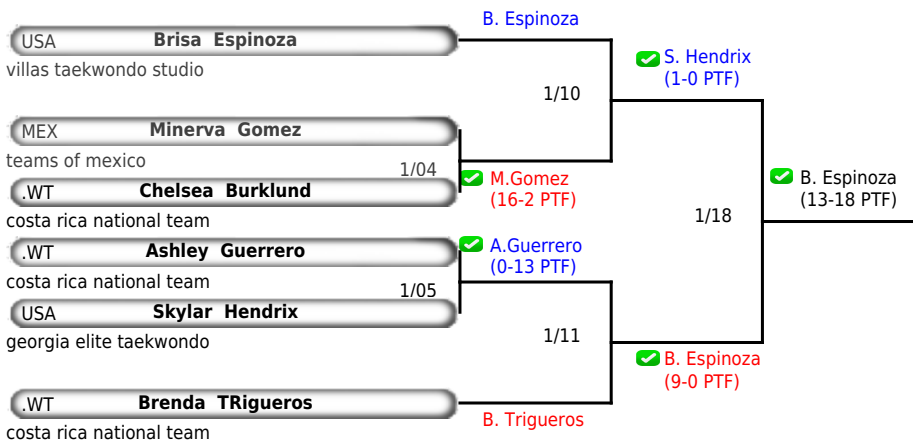 B. Espinoza
USA Brisa Espinoza
villas taekwondo studio
S. Hendrix
(1-0 PTF)
1/10
MEX Minerva Gomez
teams of mexico
1/04
M.Gomez
(16-2 PTF)
.WT Chelsea Burklund
costa rica national team
B. Espinoza
(13-18 PTF)
1/18
.WT Ashley Guerrero
costa rica national team
A.Guerrero
(0-13 PTF)
1/05
USA Skylar Hendrix
georgia elite taekwondo
1/11
B. Espinoza
(9-0 PTF)
.WT Brenda TRigueros
costa rica national team
B. Trigueros